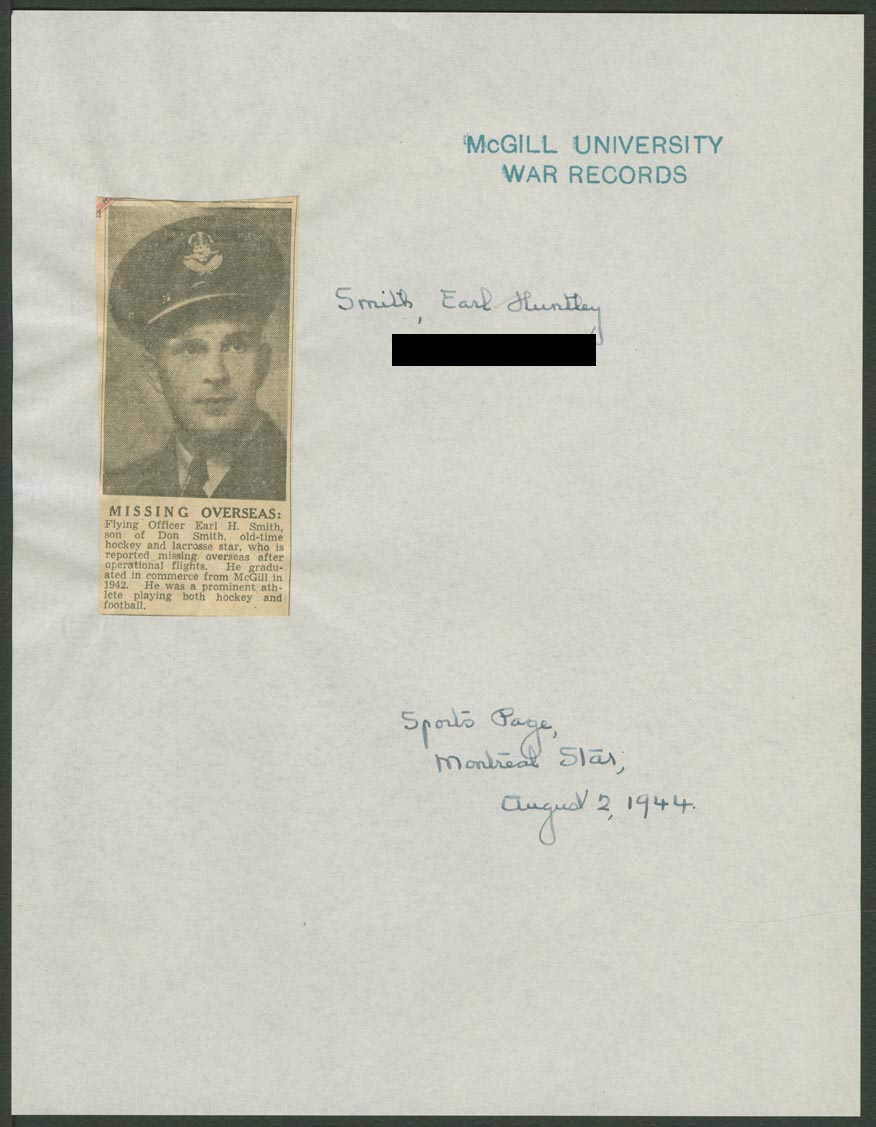 McGILL UNIVERSITY
WAR RECORDS
Smith, Earl Huntley
MISSING OVERSEAS:
Flying Officer Earl H. Smith,
son of Don Smith, old-time
hockey and lacrosse star, who is
reported missing overseas after
operational flights. He gradu-
ated in commerce from McGill in
1942. He was a prominent ath-
lete playing both hockey and
football.
Sports Page,
Montreal Star,
August 2, 1944.